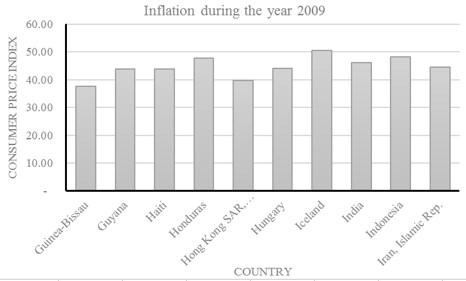 Inflation during the year 2009
CONSUMER PRICE INDEX
60.00
50.00
40.00
30.00
20.00
10.00
-
Guinea-Bissau
Guyana
Haiti
Honduras
Hong Kong SAR,…
Hungary
Iceland
India
Indonesia
Iran, Islamic Rep.
COUNTRY